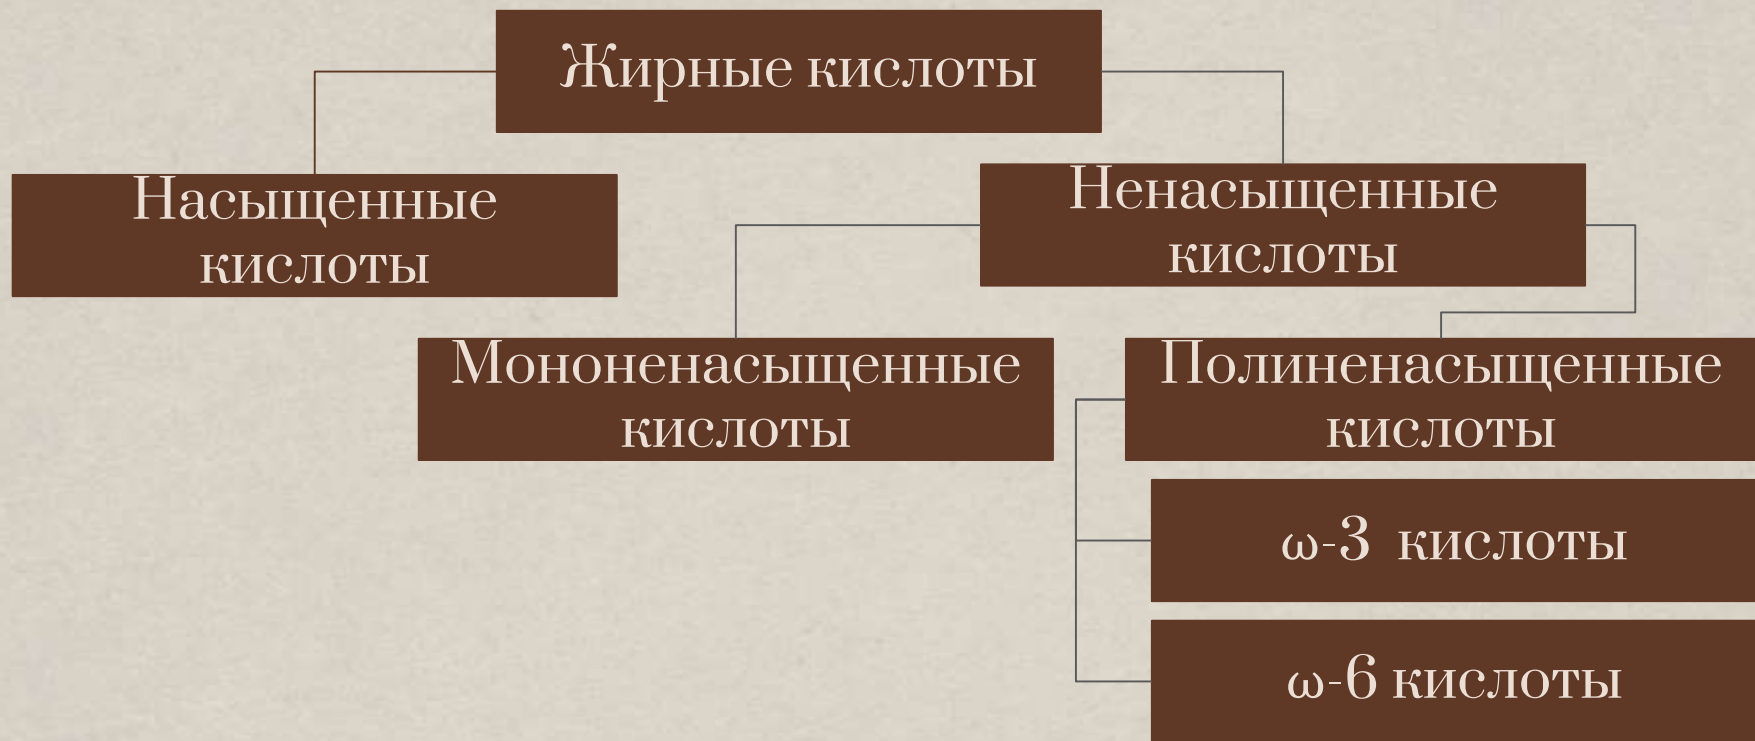 Жирные кислоты
Насыщенные
кислоты
Ненасыщенные
кислоты
Мононенасыщенные
кислоты
Полиненасыщенные
кислоты
ω-3 кислоты
ω-6 кислоты